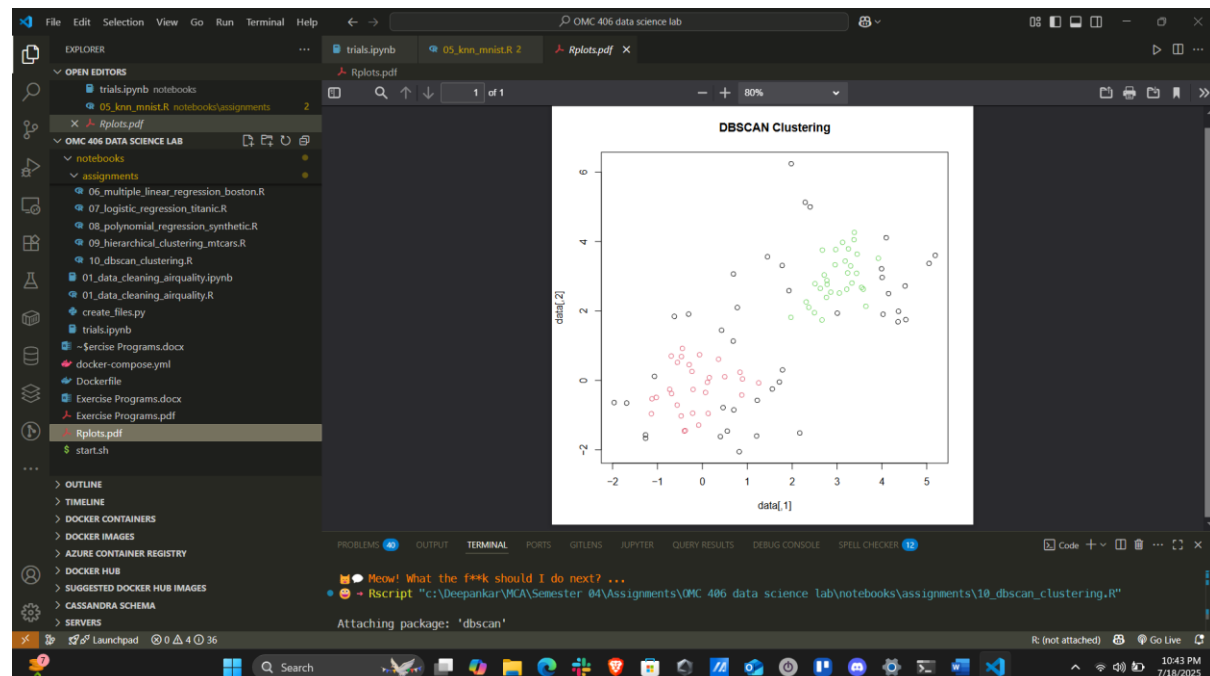 File Edit Selection View Go Run Terminal Help
OMC 406 data science lab
EXPLORER
OPEN EDITORS
trials.ipynb notebooks
05_knn_mnist.R notebooks\assignments 2
Rplots.pdf
OMC 406 DATA SCIENCE LAB
notebooks
assignments
06_multiple_linear_regression_boston.R
07_logistic_regression_titanic.R
08_polynomial_regression_synthetic.R
09_hierarchical_clustering_mtcars.R
10_dbscan_clustering.R
01_data_cleaning_airquality.ipynb
01_data_cleaning_airquality.R
create_files.py
trials.ipynb
~$ercise Programs.docx
docker-compose.yml
Dockerfile
Exercise Programs.docx
Exercise Programs.pdf
Rplots.pdf
$ start.sh
OUTLINE
TIMELINE
DOCKER CONTAINERS
DOCKER IMAGES
AZURE CONTAINER REGISTRY
DOCKER HUB
SUGGESTED DOCKER HUB IMAGES
CASSANDRA SCHEMA
SERVERS
trials.ipynb 05_knn_mnist.R 2 Rplots.pdf
Rplots.pdf
1 of 1 80%
DBSCAN Clustering
data[,2]
6
4
2
0
−2
−2 −1 0 1 2 3 4 5
data[,1]
PROBLEMS 40 OUTPUT TERMINAL PORTS GITLENS JUPYTER QUERY RESULTS DEBUG CONSOLE SPELL CHECKER 12
Code
Meow! What the f**k should I do next? ...
Rscript "c:\Deepankar\MCA\Semester 04\Assignments\OMC 406 data science lab\notebooks\assignments\10_dbscan_clustering.R"
Attaching package: 'dbscan'
Launchpad 0 4 36
R: (not attached) Go Live
7
Search
10:43 PM
7/18/2025